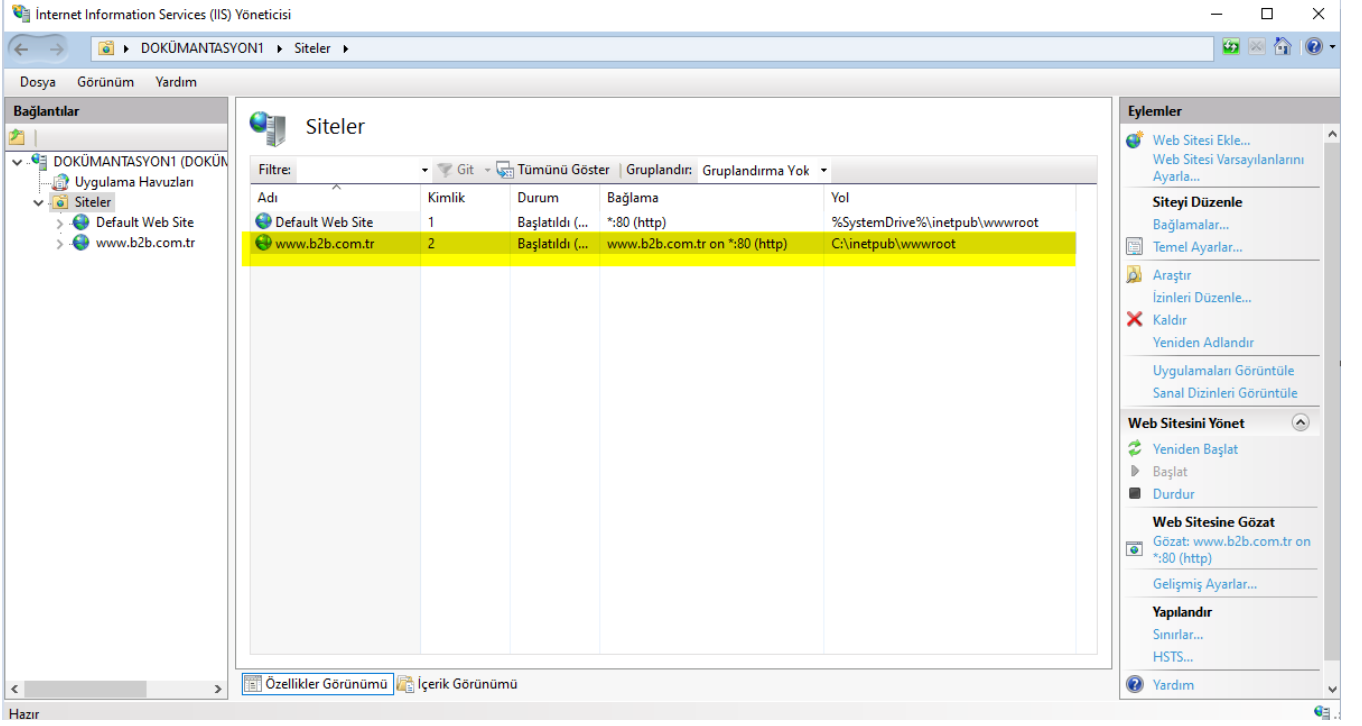 İnternet Information Services (IIS) Yöneticisi
DOKÜMANTASYON1 Siteler
Dosya Görünüm Yardım
Bağlantılar
DOKÜMANTASYON1 (DOKÜN
Uygulama Havuzları
Siteler
Default Web Site
www.b2b.com.tr
Siteler
Filtre: Git Tümünü Göster Gruplandır: Gruplandırma Yok
Adı Kimlik Durum Bağlama Yol
Default Web Site 1 Başlatıldı (... *:80 (http) %SystemDrive%\inetpub\wwwroot
www.b2b.com.tr 2 Başlatıldı (... www.b2b.com.tr on *:80 (http) C:\inetpub\wwwroot
Özellikler Görünümü İçerik Görünümü
Eylemler
Web Sitesi Ekle...
Web Sitesi Varsayılanlarını
Ayarla...
Siteyi Düzenle
Bağlamalar...
Temel Ayarlar...
Araştır
İzinleri Düzenle...
Kaldır
Yeniden Adlandır
Uygulamaları Görüntüle
Sanal Dizinleri Görüntüle
Web Sitesini Yönet
Yeniden Başlat
Başlat
Durdur
Web Sitesine Gözat
Gözat: www.b2b.com.tr on
*:80 (http)
Gelişmiş Ayarlar...
Yapılandır
Sınırlar...
HSTS...
Yardım
Hazır